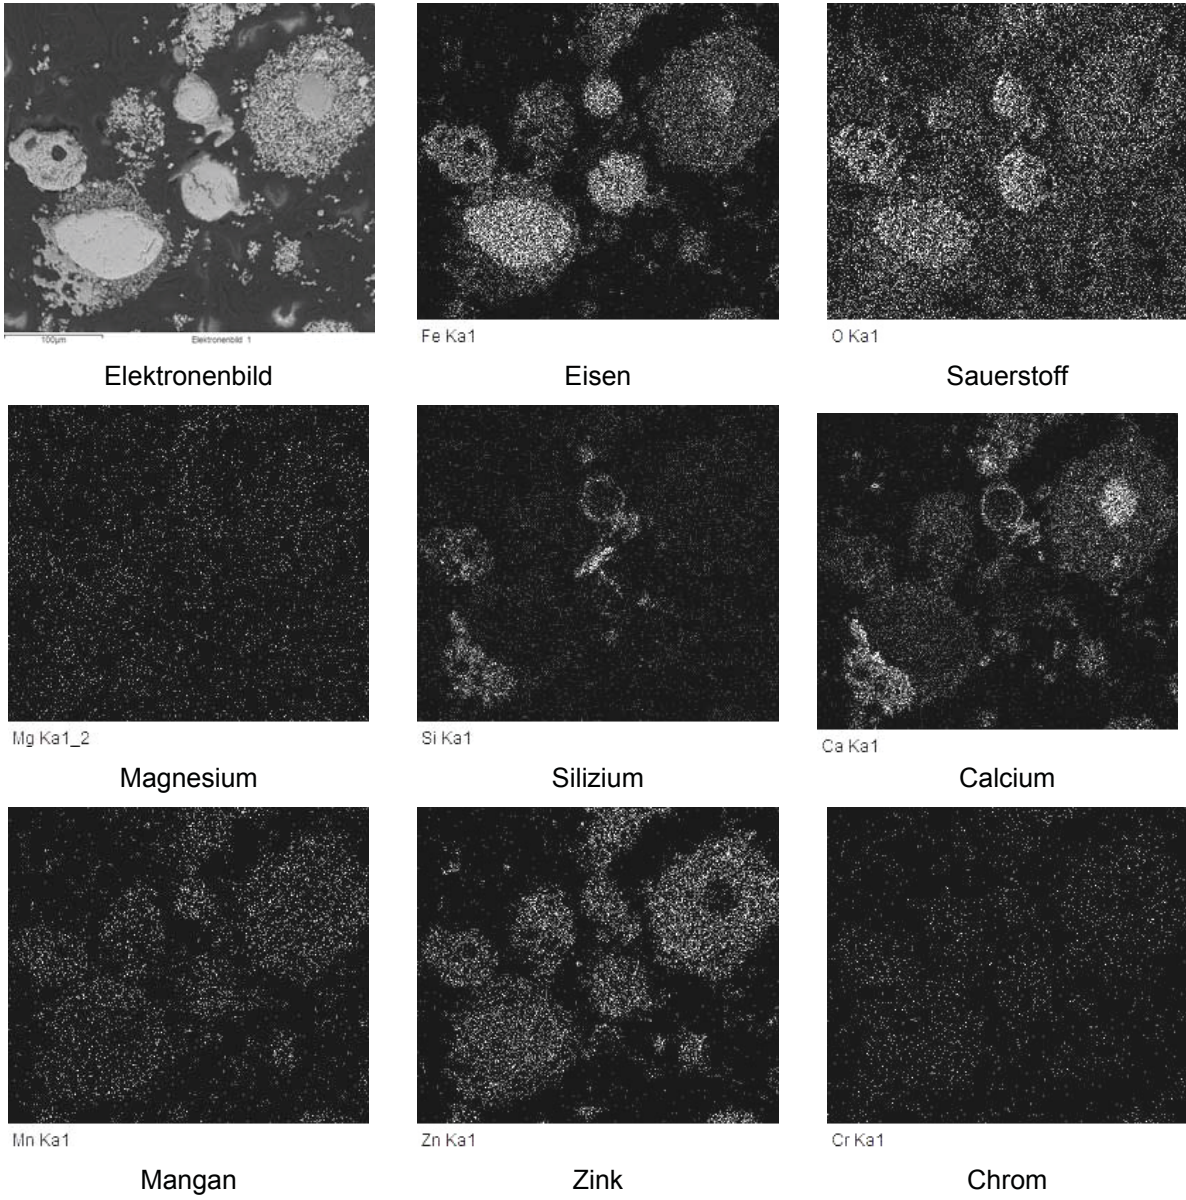 100µm Elektronenbild 1
Fe Ka1
O Ka1
Elektronenbild
Eisen
Sauerstoff
Mg Ka1_2
Si Ka1
Ca Ka1
Magnesium
Silizium
Calcium
Mn Ka1
Zn Ka1
Cr Ka1
Mangan
Zink
Chrom